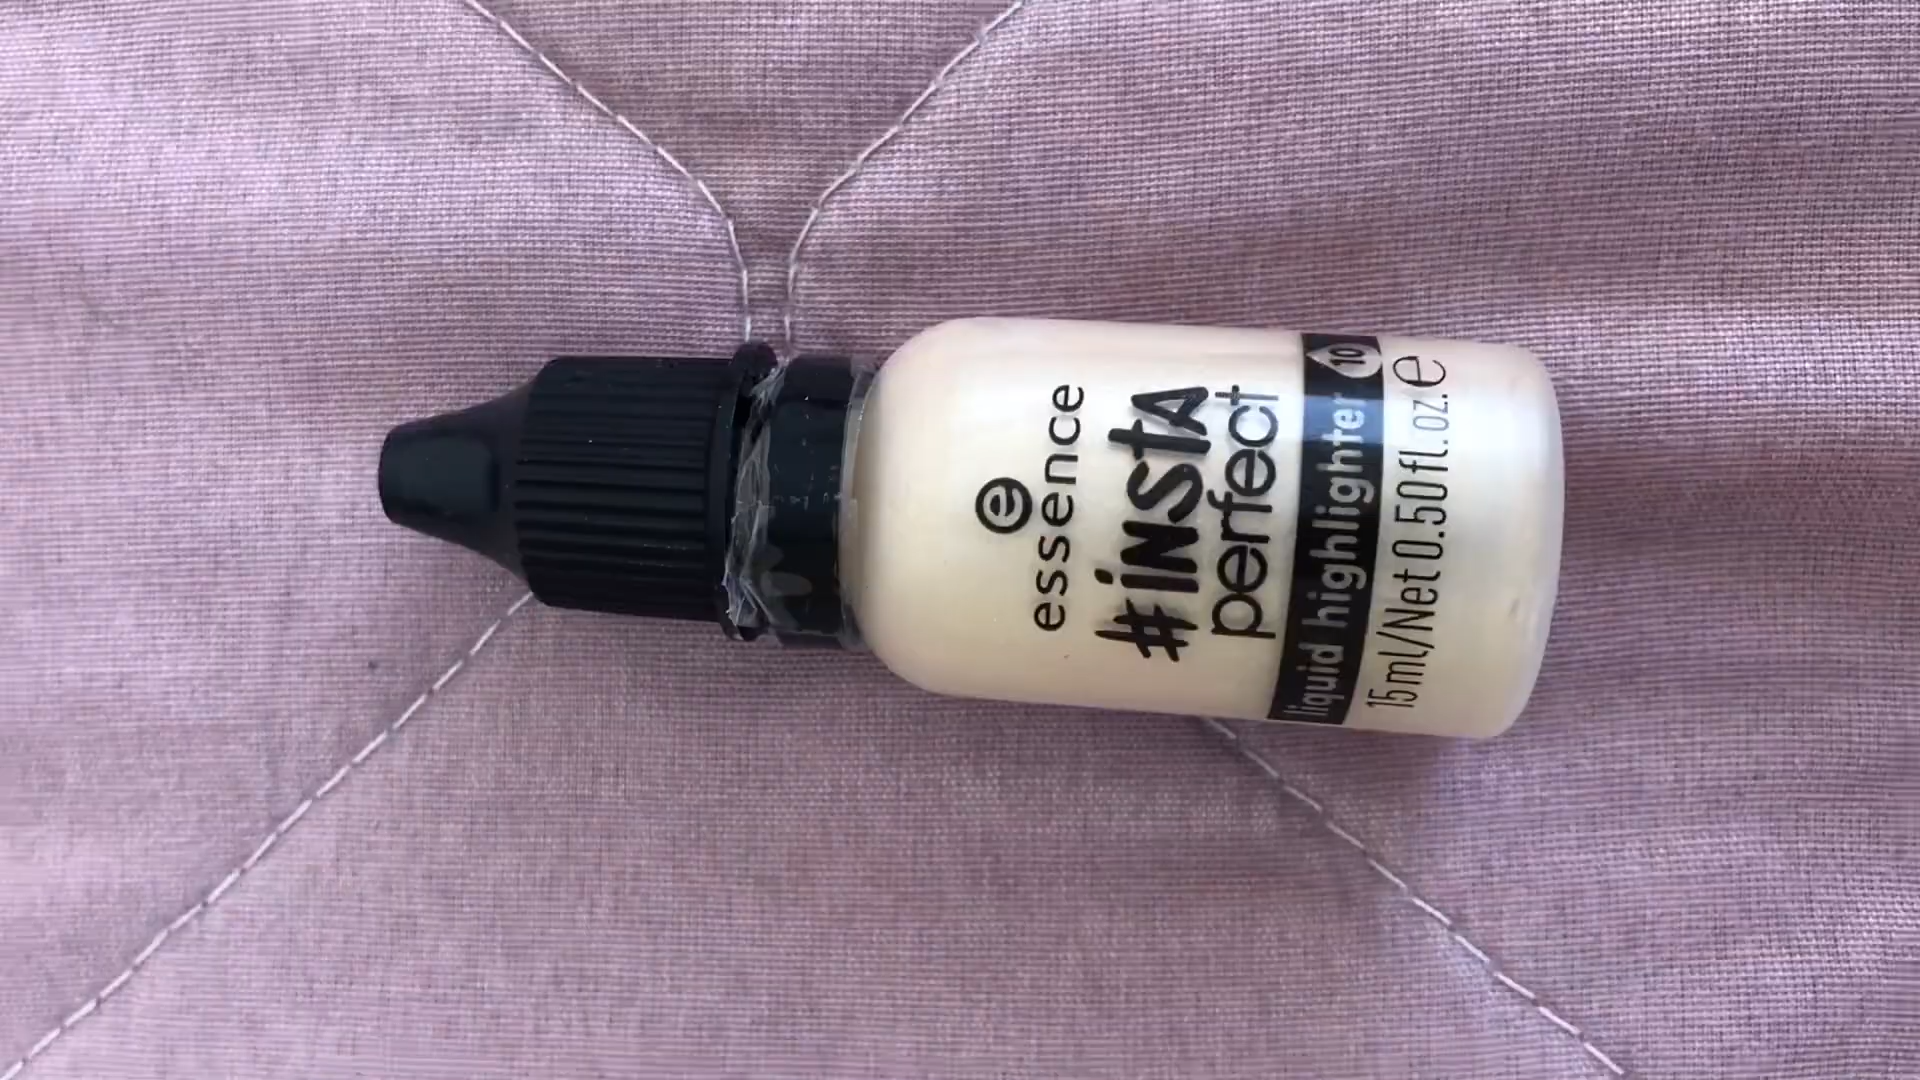 e
essence
#insta
perfect
liquid highlighter 10
15 ml/Net 0.50 fl. oz. e